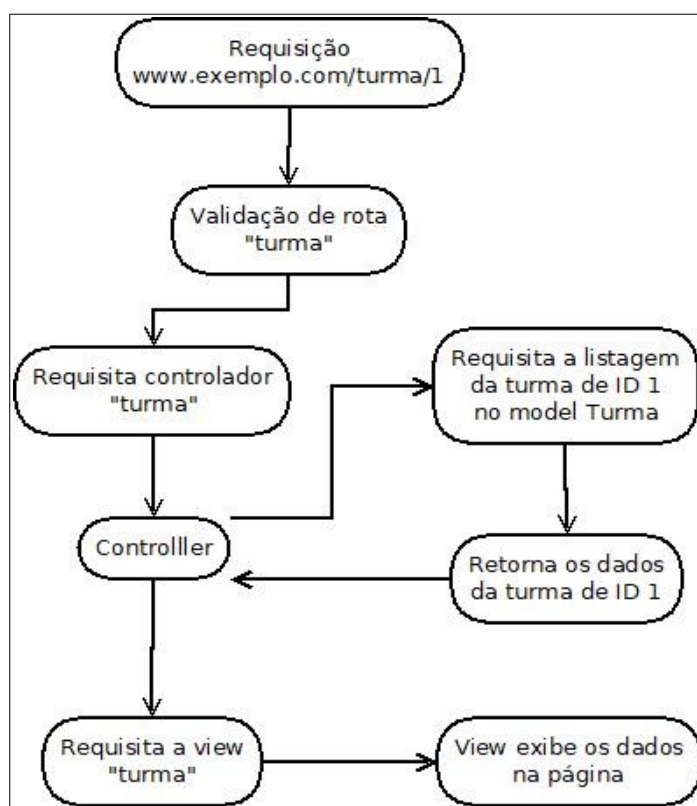 Requisição
www.exemplo.com/turma/1
Validação de rota
"turma"
Requisita controlador
"turma"
Controlller
Requisita a listagem
da turma de ID 1
no model Turma
Retorna os dados
da turma de ID 1
Requisita a view
"turma"
View exibe os dados
na página